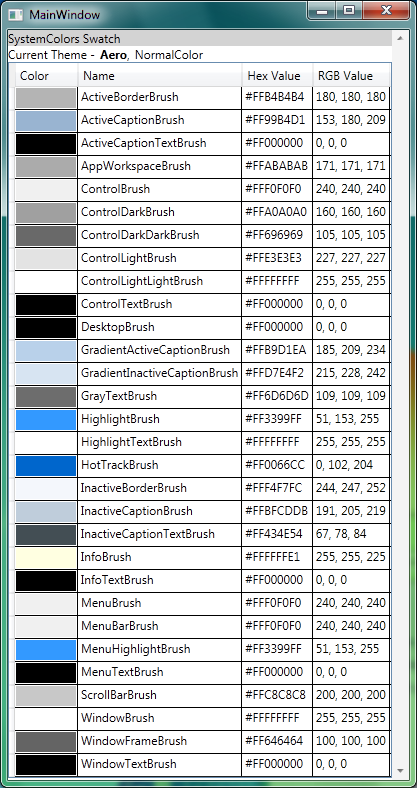 MainWindow
SystemColors Swatch
Current Theme - Aero, NormalColor
Color Name Hex Value RGB Value
ActiveBorderBrush #FFB4B4B4 180, 180, 180
ActiveCaptionBrush #FF99B4D1 153, 180, 209
ActiveCaptionTextBrush #FF000000 0, 0, 0
AppWorkspaceBrush #FFABABAB 171, 171, 171
ControlBrush #FFF0F0F0 240, 240, 240
ControlDarkBrush #FFA0A0A0 160, 160, 160
ControlDarkDarkBrush #FF696969 105, 105, 105
ControlLightBrush #FFE3E3E3 227, 227, 227
ControlLightLightBrush #FFFFFFFF 255, 255, 255
ControlTextBrush #FF000000 0, 0, 0
DesktopBrush #FF000000 0, 0, 0
GradientActiveCaptionBrush #FFB9D1EA 185, 209, 234
GradientInactiveCaptionBrush #FFD7E4F2 215, 228, 242
GrayTextBrush #FF6D6D6D 109, 109, 109
HighlightBrush #FF3399FF 51, 153, 255
HighlightTextBrush #FFFFFFFF 255, 255, 255
HotTrackBrush #FF0066CC 0, 102, 204
InactiveBorderBrush #FFF4F7FC 244, 247, 252
InactiveCaptionBrush #FFBFCDDB 191, 205, 219
InactiveCaptionTextBrush #FF434E54 67, 78, 84
InfoBrush #FFFFFFE1 255, 255, 225
InfoTextBrush #FF000000 0, 0, 0
MenuBrush #FFF0F0F0 240, 240, 240
MenuBarBrush #FFF0F0F0 240, 240, 240
MenuHighlightBrush #FF3399FF 51, 153, 255
MenuTextBrush #FF000000 0, 0, 0
ScrollBarBrush #FFC8C8C8 200, 200, 200
WindowBrush #FFFFFFFF 255, 255, 255
WindowFrameBrush #FF646464 100, 100, 100
WindowTextBrush #FF000000 0, 0, 0